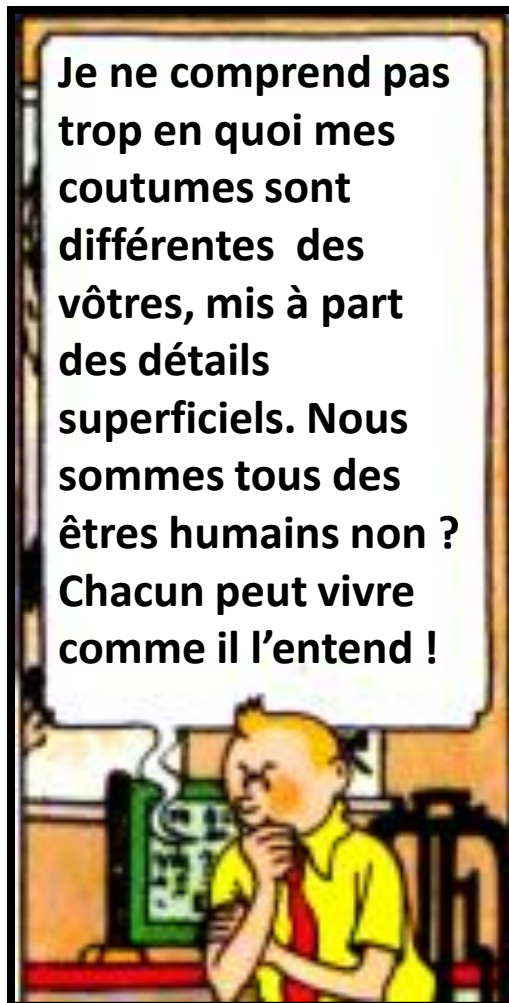 Je ne comprend pas
trop en quoi mes
coutumes sont
différentes  des
vôtres, mis à part
des détails
superficiels. Nous
sommes tous des
êtres humains non ?
Chacun peut vivre
comme il l’entend !